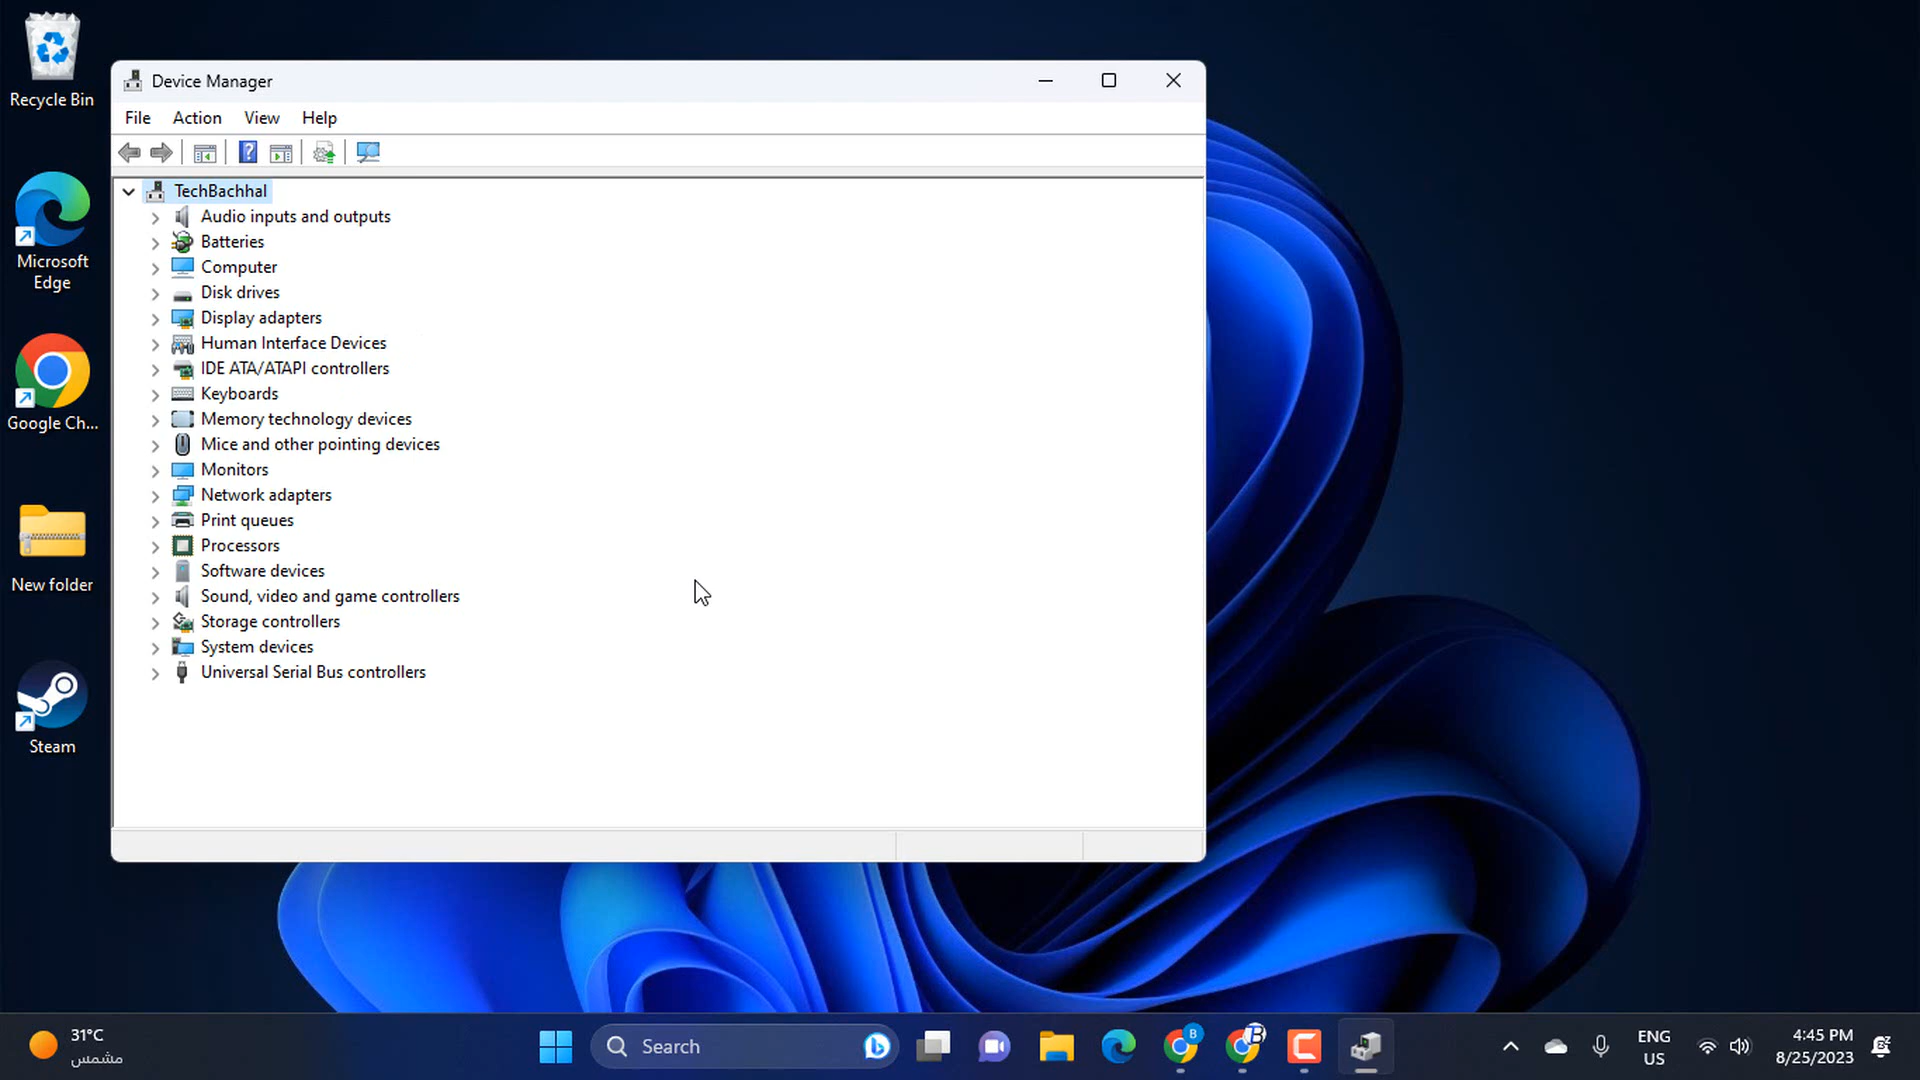 Recycle Bin
Microsoft
Edge
Google Ch...
New folder
Steam
Device Manager
File Action View Help
TechBachhal
Audio inputs and outputs
Batteries
Computer
Disk drives
Display adapters
Human Interface Devices
IDE ATA/ATAPI controllers
Keyboards
Memory technology devices
Mice and other pointing devices
Monitors
Network adapters
Print queues
Processors
Software devices
Sound, video and game controllers
Storage controllers
System devices
Universal Serial Bus controllers
31°C
مشمس
Search
B
B
ENG
US
4:45 PM
8/25/2023